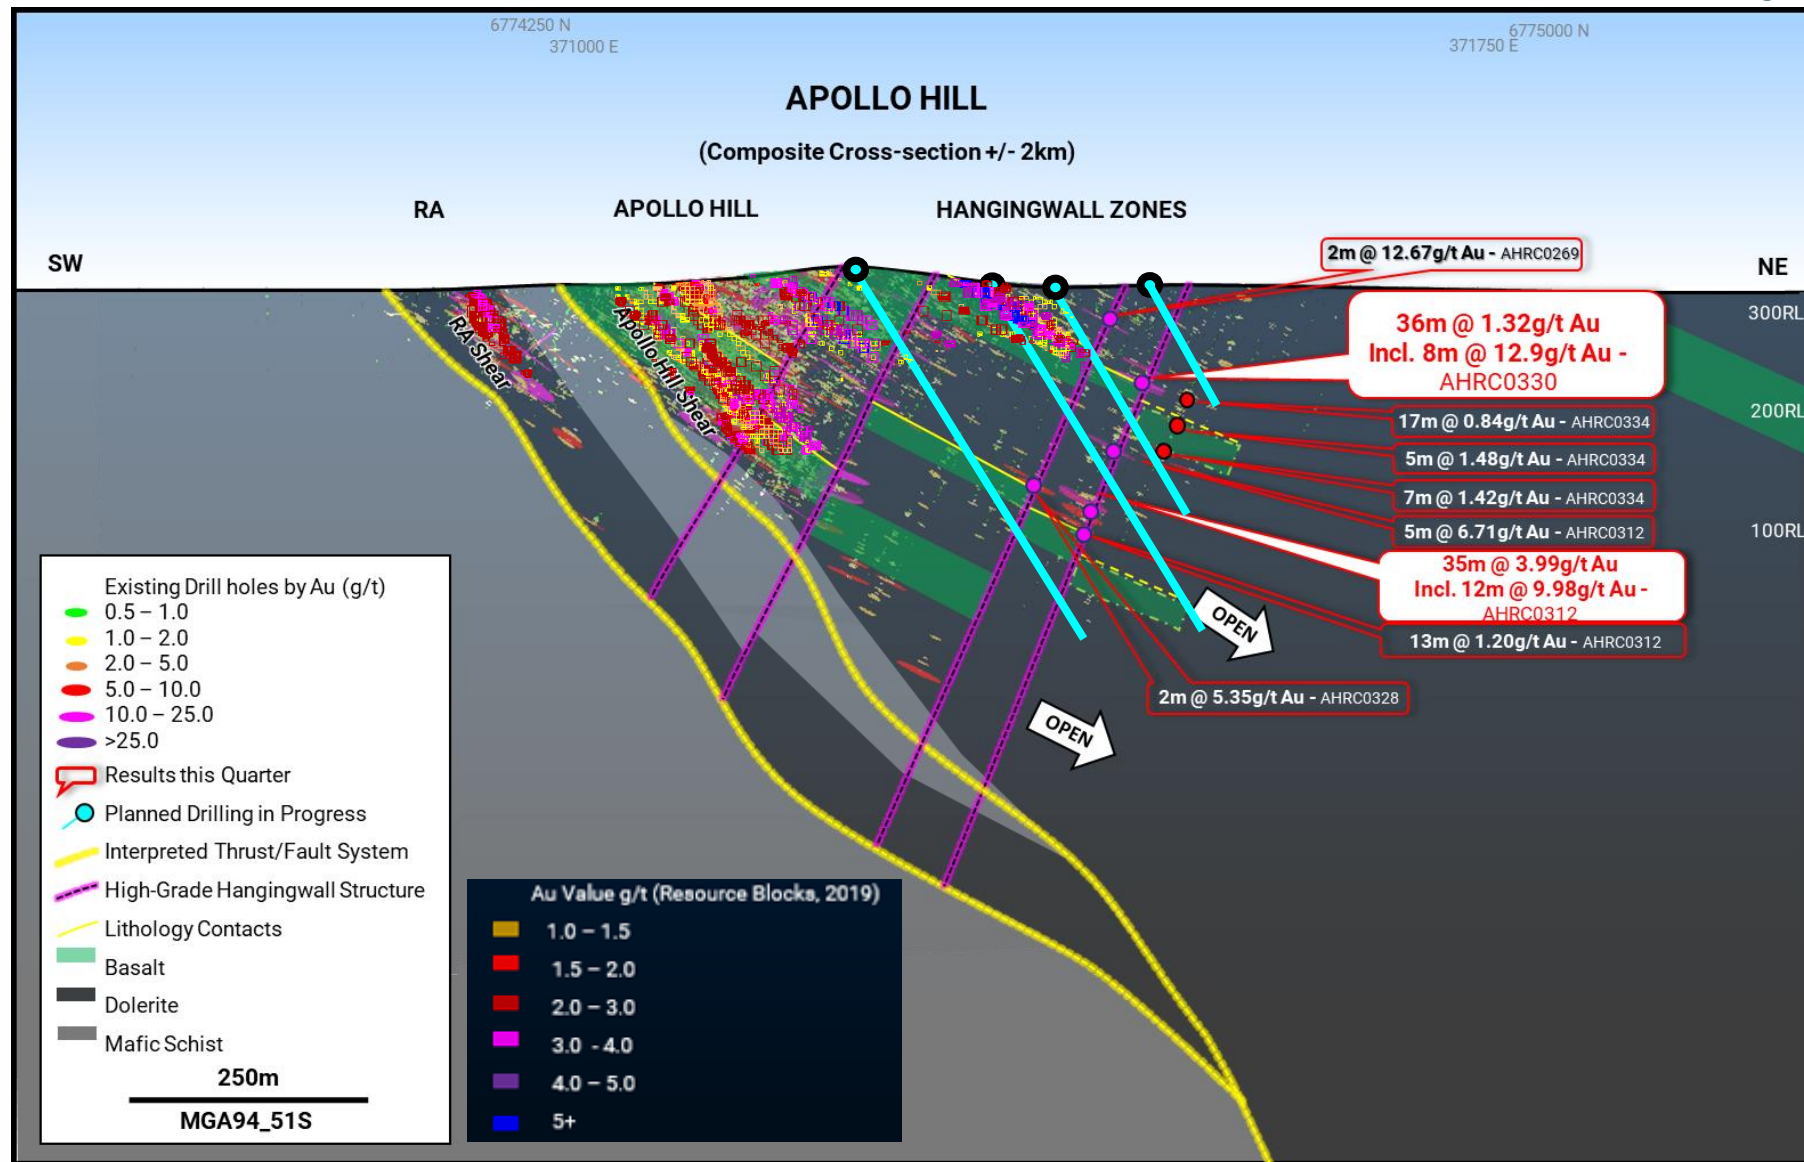 6774250 N
371000 E
6775000 N
371750 E
APOLLO HILL
(Composite Cross-section +/- 2km)
RA
APOLLO HILL
HANGINGWALL ZONES
SW
NE
2m @ 12.67g/t Au - AHRC0269
300RL
36m @ 1.32g/t Au
Incl. 8m @ 12.9g/t Au -
AHRC0330
RA Shear
Apollo Hill Shear
200RL
17m @ 0.84g/t Au - AHRC0334
5m @ 1.48g/t Au - AHRC0334
7m @ 1.42g/t Au - AHRC0334
5m @ 6.71g/t Au - AHRC0312
100RL
35m @ 3.99g/t Au
Incl. 12m @ 9.98g/t Au -
AHRC0312
13m @ 1.20g/t Au - AHRC0312
2m @ 5.35g/t Au - AHRC0328
OPEN
OPEN
Existing Drill holes by Au (g/t)
0.5 – 1.0
1.0 – 2.0
2.0 – 5.0
5.0 – 10.0
10.0 – 25.0
>25.0
Results this Quarter
Planned Drilling in Progress
Interpreted Thrust/Fault System
High-Grade Hangingwall Structure
Lithology Contacts
Basalt
Dolerite
Mafic Schist
250m
MGA94_51S
Au Value g/t (Resource Blocks, 2019)
1.0 – 1.5
1.5 – 2.0
2.0 – 3.0
3.0 - 4.0
4.0 – 5.0
5+